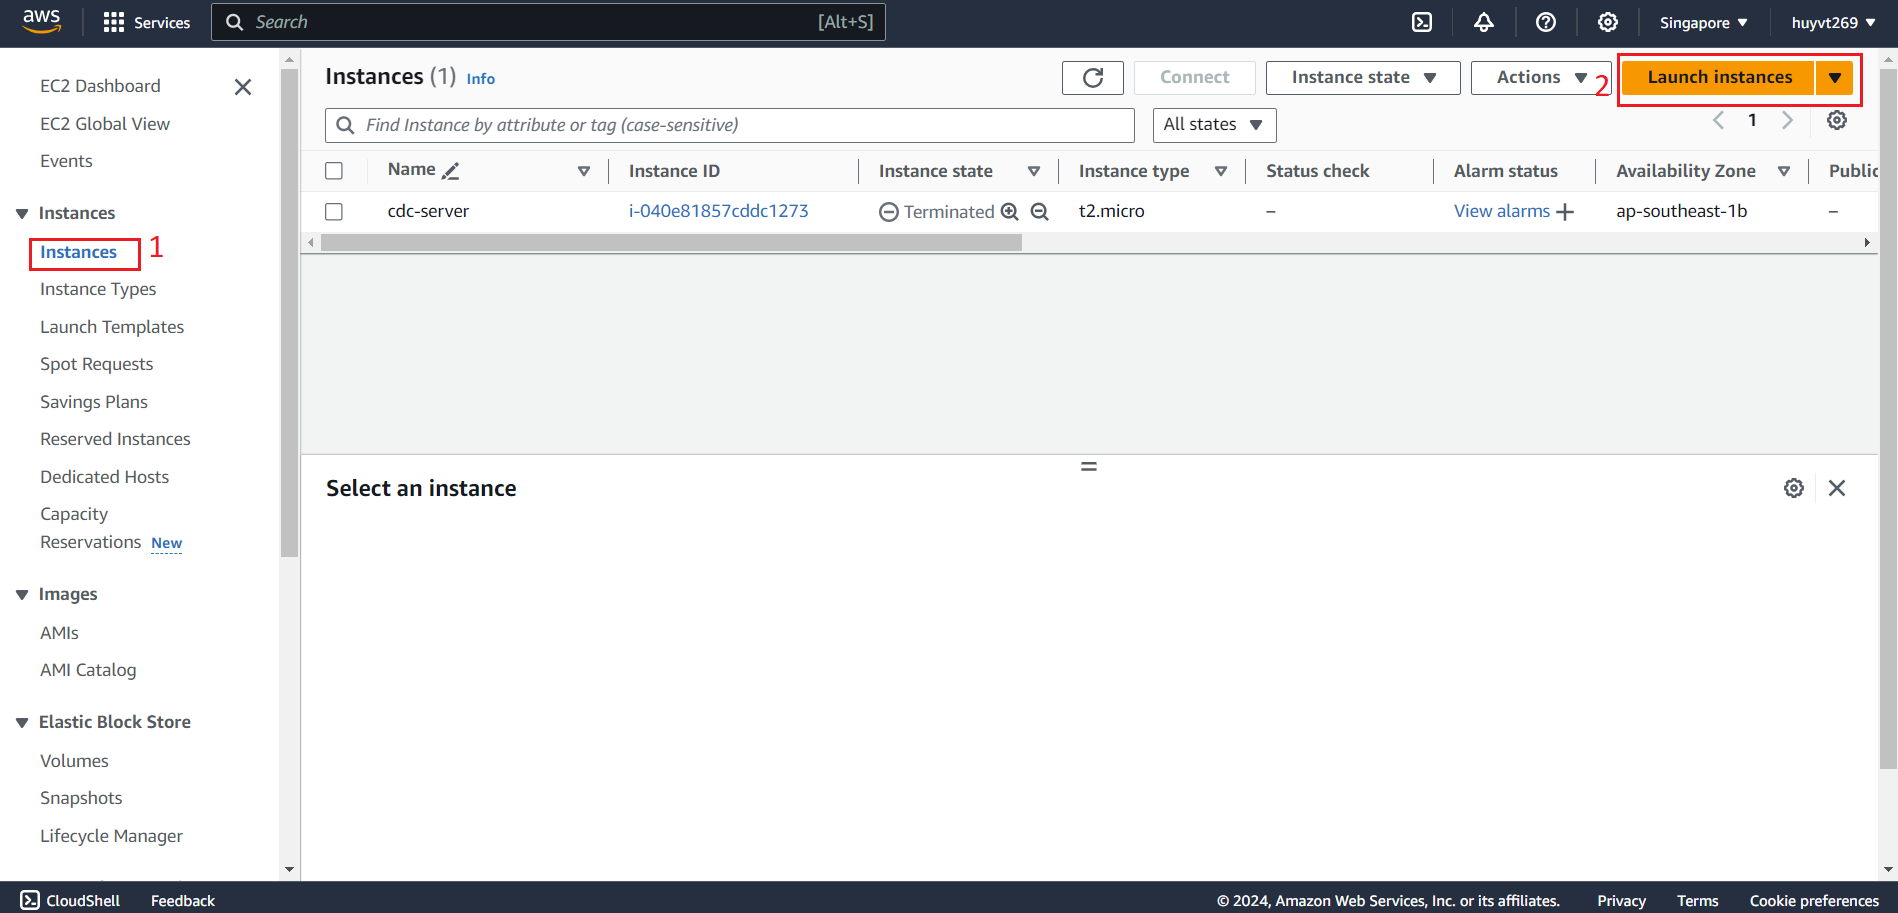 aws
Services
Search
[Alt+S]
Singapore
huyvt269
EC2 Dashboard
EC2 Global View
Events
Instances
Instances
1
Instance Types
Launch Templates
Spot Requests
Savings Plans
Reserved Instances
Dedicated Hosts
Capacity
Reservations New
Images
AMIs
AMI Catalog
Elastic Block Store
Volumes
Snapshots
Lifecycle Manager
Instances (1) Info
Connect
Instance state
Actions
2
Launch instances
Find Instance by attribute or tag (case-sensitive)
All states
1
Name Instance ID Instance state Instance type Status check Alarm status Availability Zone Public
cdc-server i-040e81857cddc1273 Terminated t2.micro – View alarms + ap-southeast-1b –
Select an instance
CloudShell Feedback © 2024, Amazon Web Services, Inc. or its affiliates. Privacy Terms Cookie preferences